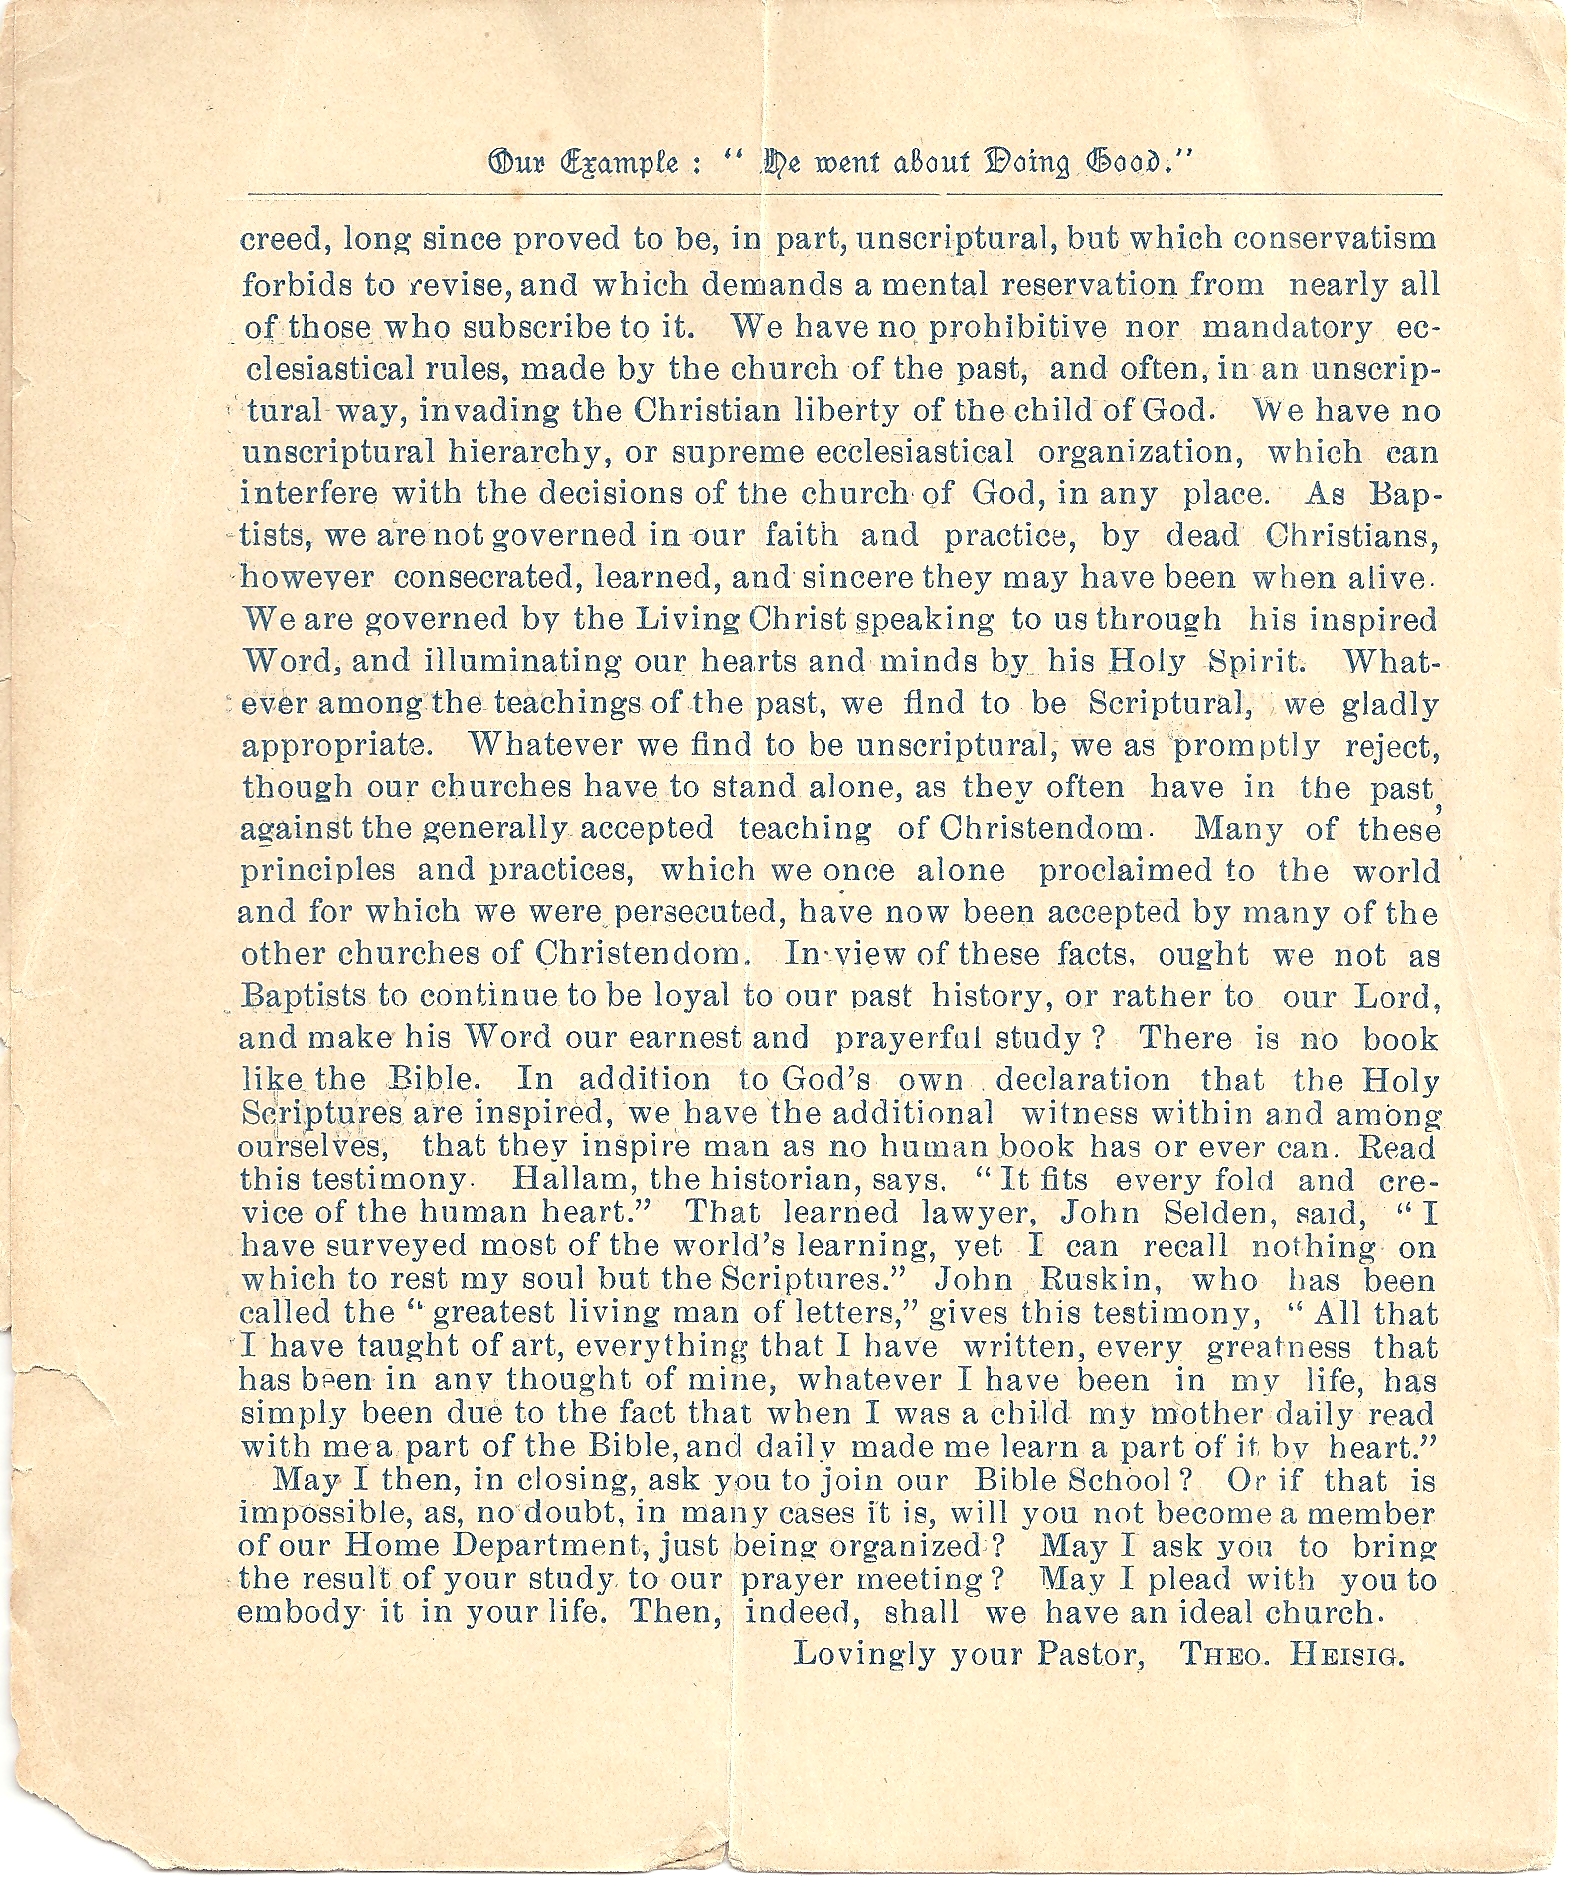 Our Example : “ He went about Doing Good.”
creed, long since proved to be, in part, unscriptural, but which conservatism
forbids to revise, and which demands a mental reservation from nearly all
of those who subscribe to it. We have no prohibitive nor mandatory ec-
clesiastical rules, made by the church of the past, and often, in an unscrip-
tural way, invading the Christian liberty of the child of God. We have no
unscriptural hierarchy, or supreme ecclesiastical organization, which can
interfere with the decisions of the church of God, in any place. As Bap-
tists, we are not governed in our faith and practice, by dead Christians,
however consecrated, learned, and sincere they may have been when alive.
We are governed by the Living Christ speaking to us through his inspired
Word, and illuminating our hearts and minds by his Holy Spirit. What-
ever among the teachings of the past, we find to be Scriptural, we gladly
appropriate. Whatever we find to be unscriptural, we as promptly reject,
though our churches have to stand alone, as they often have in the past,
against the generally accepted teaching of Christendom. Many of these
principles and practices, which we once alone proclaimed to the world
and for which we were persecuted, have now been accepted by many of the
other churches of Christendom. In view of these facts, ought we not as
Baptists to continue to be loyal to our past history, or rather to our Lord,
and make his Word our earnest and prayerful study ? There is no book
like the Bible. In addition to God’s own declaration that the Holy
Scriptures are inspired, we have the additional witness within and among
ourselves, that they inspire man as no human book has or ever can. Read
this testimony. Hallam, the historian, says. “ It fits every fold and cre-
vice of the human heart.” That learned lawyer, John Selden, said, “ I
have surveyed most of the world’s learning, yet I can recall nothing on
which to rest my soul but the Scriptures.” John Ruskin, who has been
called the “ greatest living man of letters,” gives this testimony, “ All that
I have taught of art, everything that I have written, every greatness that
has been in any thought of mine, whatever I have been in my life, has
simply been due to the fact that when I was a child my mother daily read
with me a part of the Bible, and daily made me learn a part of it by heart.”
May I then, in closing, ask you to join our Bible School ? Or if that is
impossible, as, no doubt, in many cases it is, will you not become a member
of our Home Department, just being organized ? May I ask you to bring
the result of your study to our prayer meeting ? May I plead with you to
embody it in your life. Then, indeed, shall we have an ideal church.
Lovingly your Pastor, THEO. HEISIG.